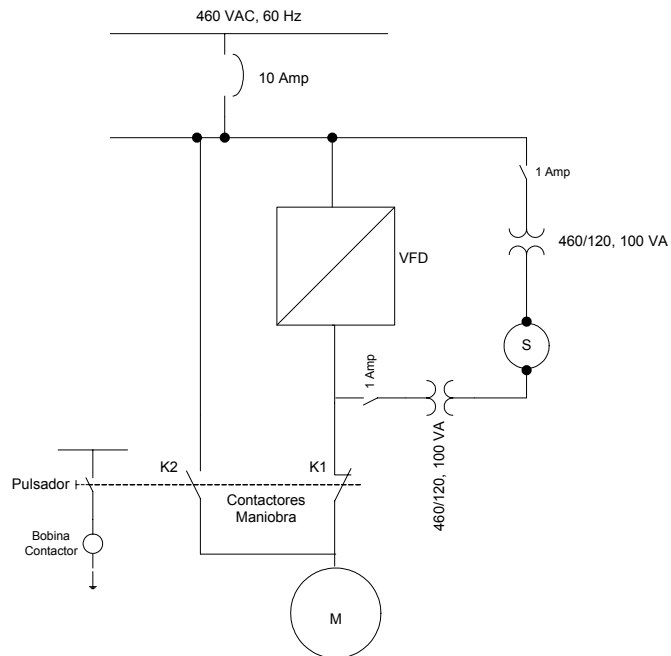 460 VAC, 60 Hz
10 Amp
1 Amp
460/120, 100 VA
VFD
S
1 Amp
460/120, 100 VA
K2
K1
Pulsador
Contactores
Maniobra
Bobina
Contactor
M